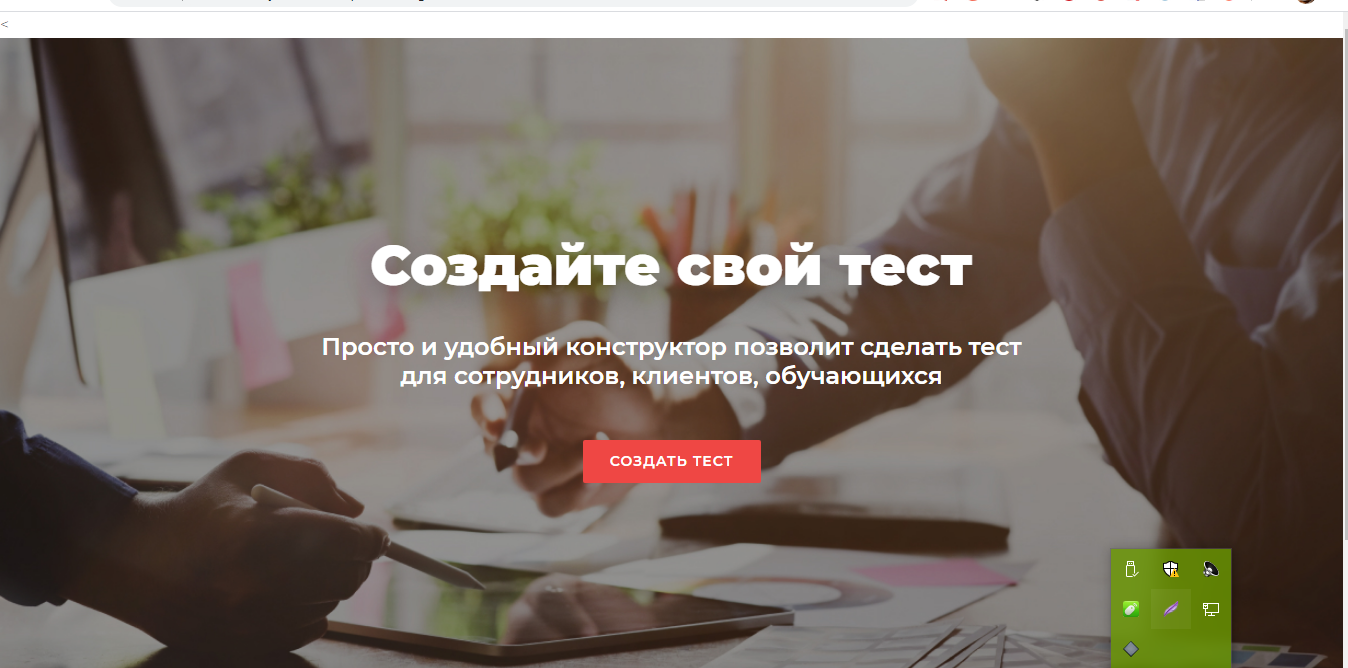 <
Создайте свой тест
Просто и удобный конструктор позволит сделать тест
для сотрудников, клиентов, обучающихся
СОЗДАТЬ ТЕСТ